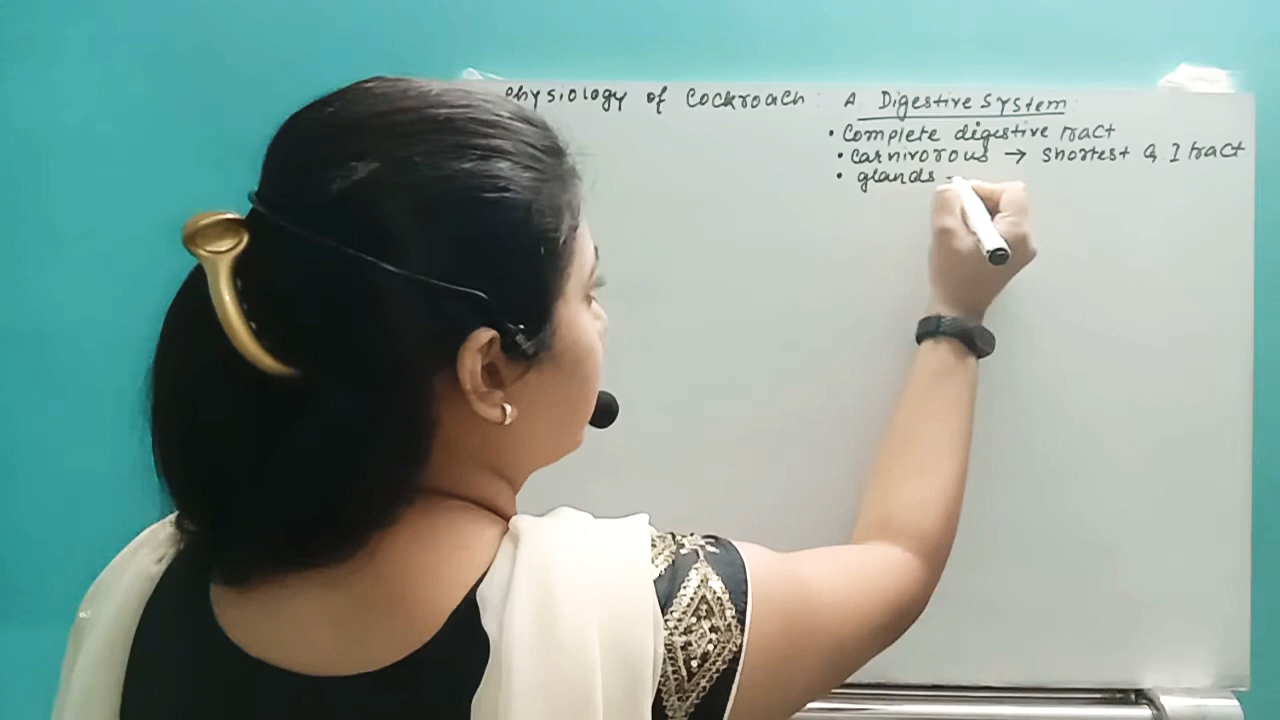 Physiology of Cockroach : A Digestive System
• Complete digestive tract
• Carnivorous → shortest G I tract
• glands -